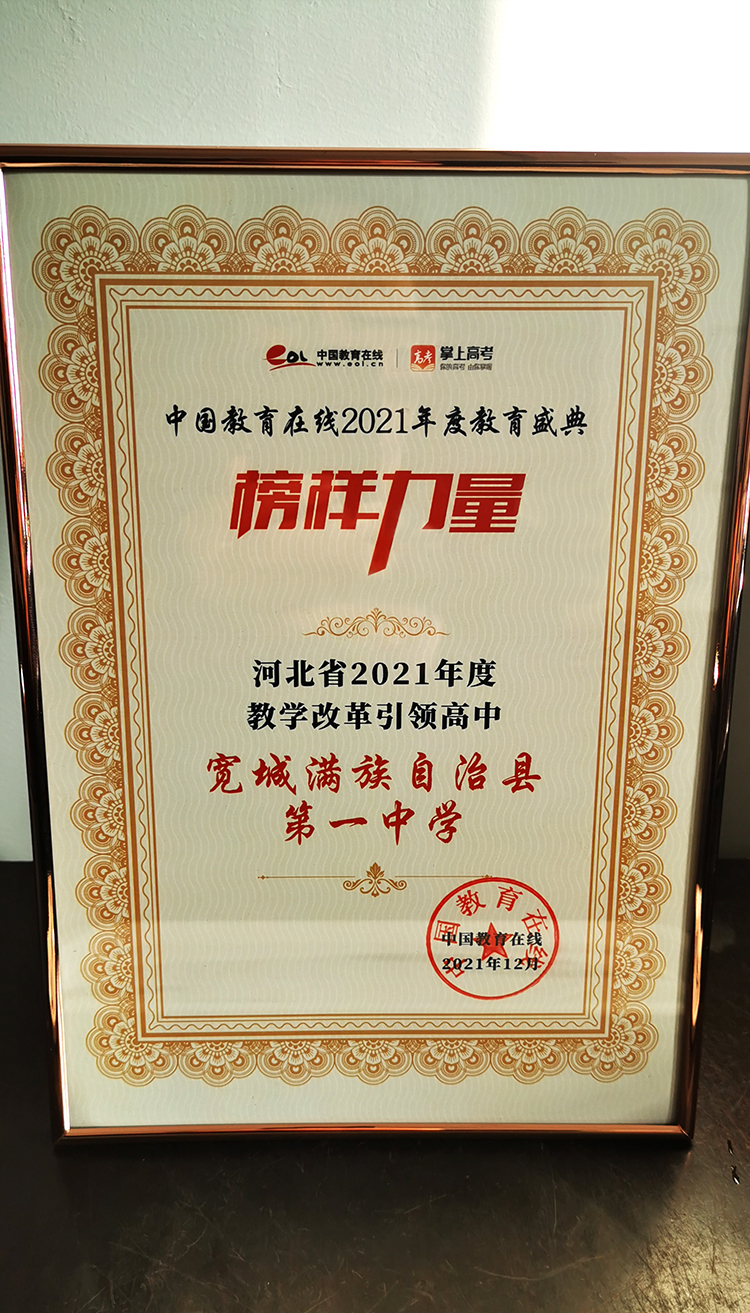 eol 中国教育在线 www.eol.cn
高考 掌上高考
中国教育在线2021年度教育盛典
榜样力量
河北省2021年度
教学改革引领高中
宽城满族自治县
第一中学
中国教育在线
中国教育在线
2021年12月